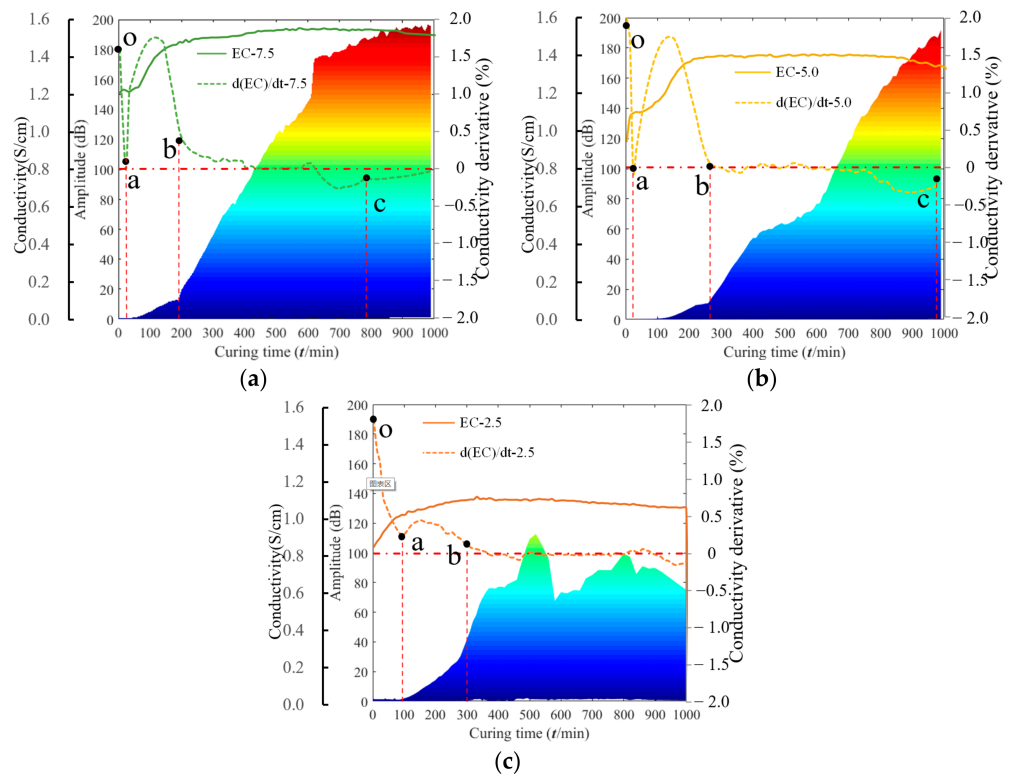 1.6
1.4
1.2
1.0
0.8
0.6
0.4
0.2
0.0
Conductivity(S/cm)
200
180
160
140
120
100
80
60
40
20
0
Amplitude (dB)
o
a
b
c
EC-7.5
d(EC)/dt-7.5
2.0
1.5
1.0
0.5
0
−0.5
−1.0
−1.5
−2.0
Conductivity derivative (%)
0 100 200 300 400 500 600 700 800 900 1000
Curing time (t/min)
(a)
1.6
1.4
1.2
1.0
0.8
0.6
0.4
0.2
0.0
Conductivity(S/cm)
200
180
160
140
120
100
80
60
40
20
0
Amplitude (dB)
o
a
b
c
EC-5.0
d(EC)/dt-5.0
2.0
1.5
1.0
0.5
0
−0.5
−1.0
−1.5
−2.0
Conductivity derivative (%)
0 100 200 300 400 500 600 700 800 900 1000
Curing time (t/min)
(b)
1.6
1.4
1.2
1.0
0.8
0.6
0.4
0.2
0.0
Conductivity(S/cm)
200
180
160
140
120
100
80
60
40
20
0
Amplitude (dB)
o
图表区
a
b
EC-2.5
d(EC)/dt-2.5
2.0
1.5
1.0
0.5
0
−0.5
−1.0
−1.5
−2.0
Conductivity derivative (%)
0 100 200 300 400 500 600 700 800 900 1000
Curing time (t/min)
(c)